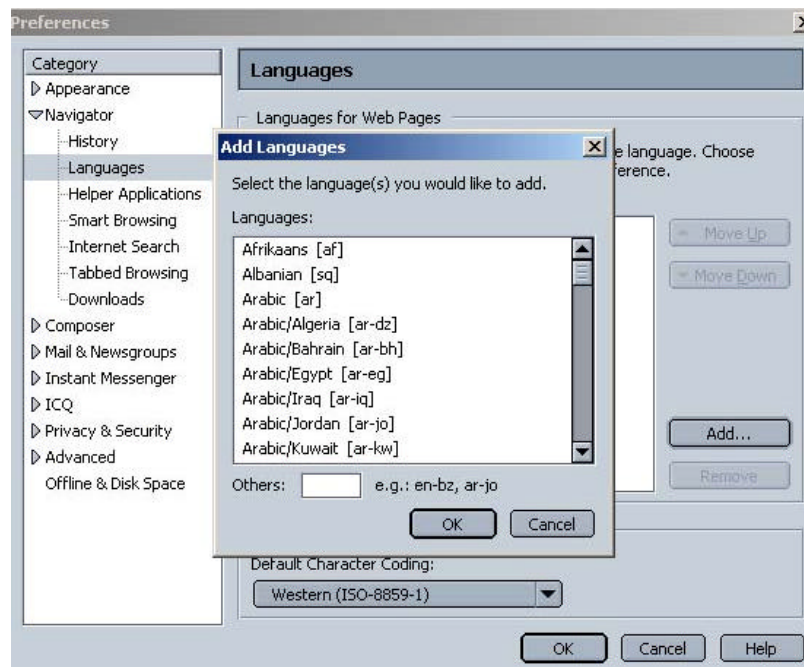 Preferences
Category
Appearance
Navigator
History
Languages
Helper Applications
Smart Browsing
Internet Search
Tabbed Browsing
Downloads
Composer
Mail & Newsgroups
Instant Messenger
ICQ
Privacy & Security
Advanced
Offline & Disk Space
Languages
Languages for Web Pages
e language. Choose
erence.
Move Up
Move Down
Add...
Remove
Add Languages
Select the language(s) you would like to add.
Languages:
Afrikaans [af]
Albanian [sq]
Arabic [ar]
Arabic/Algeria [ar-dz]
Arabic/Bahrain [ar-bh]
Arabic/Egypt [ar-eg]
Arabic/Iraq [ar-iq]
Arabic/Jordan [ar-jo]
Arabic/Kuwait [ar-kw]
Others: e.g.: en-bz, ar-jo
OK Cancel
Default Character Coding:
Western (ISO-8859-1)
OK Cancel Help